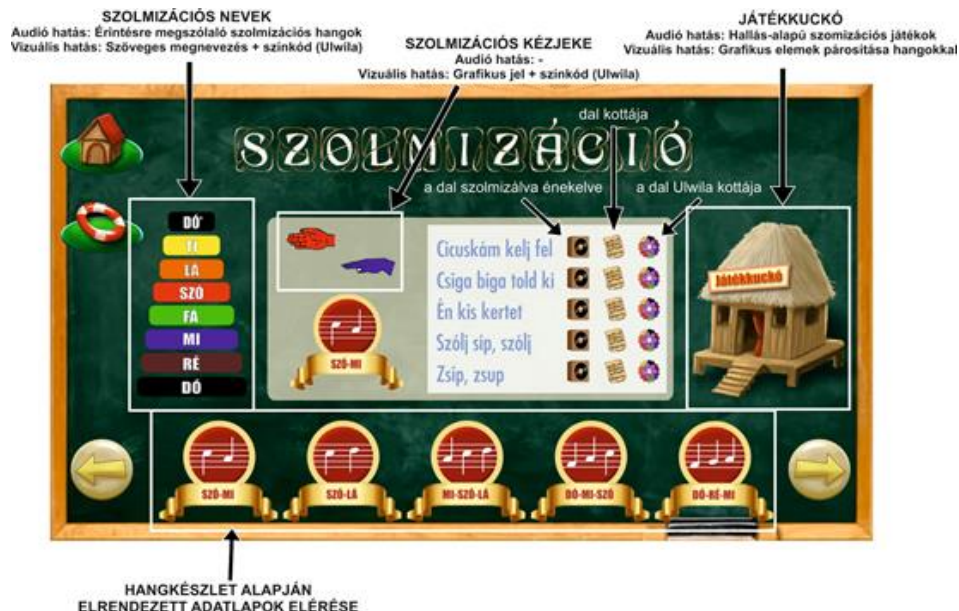 SZOLMIZÁCIÓS NEVEK
Audió hatás: Érintésre megszólaló szolmizációs hangok
Vizuális hatás: Szöveges megnevezés + színkód (Ulwila)
SZOLMIZÁCIÓS KÉZJEKE
Audió hatás: -
Vizuális hatás: Grafikus jel + színkód (Ulwila)
JÁTÉKKUCKÓ
Audió hatás: Hallás-alapú szomizációs játékok
Vizuális hatás: Grafikus elemek párosítása hangokkal
dal kottája
SZOLMIZÁCIÓ
a dal szolmizálva énekelve
a dal Ulwila kottája
DÓ'
TI
LÁ
SZÓ
FÁ
MI
RÉ
DÓ
SZÓ-MI
Cicuskám kelj fel
Csiga biga told ki
Én kis kertet
Szólj síp, szólj
Zsíp, zsup
Játékkuckó
SZÓ-MI
SZÓ-LÁ
MI-SZÓ-LÁ
DÓ-MI-SZÓ
DÓ-RÉ-MI
HANGKÉSZLET ALAPJÁN
ELRENDEZETT ADATLAPOK ELÉRÉSE